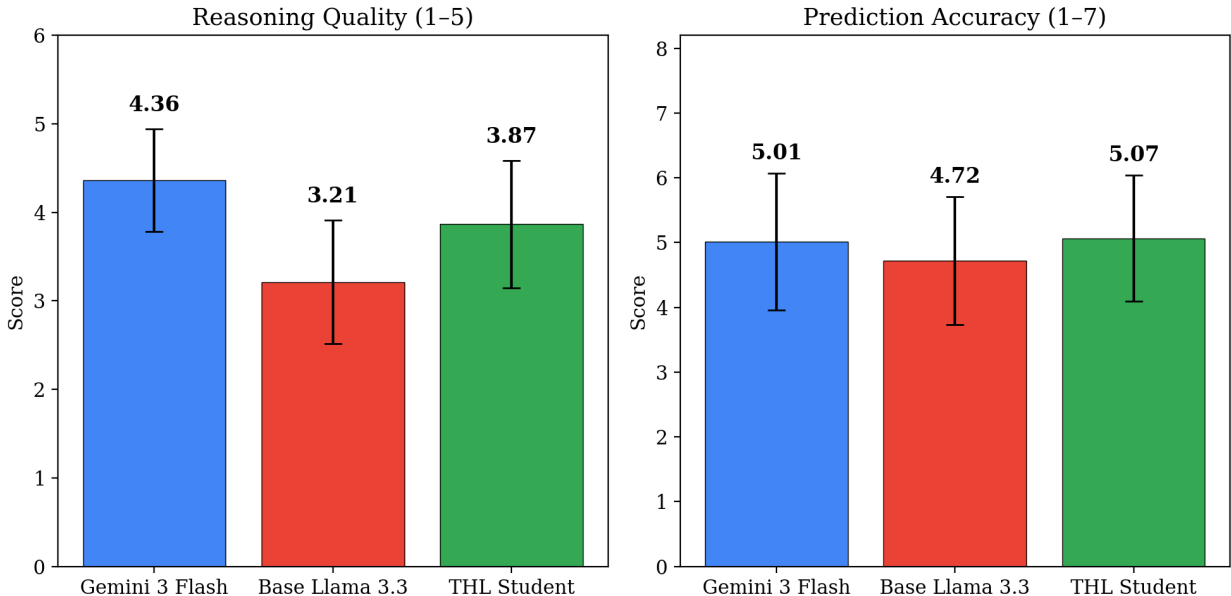 Reasoning Quality (1–5)
6
5
4
3
2
1
0
Score
4.36
3.21
3.87
Gemini 3 Flash
Base Llama 3.3
THL Student
Prediction Accuracy (1–7)
8
7
6
5
4
3
2
1
0
Score
5.01
4.72
5.07
Gemini 3 Flash
Base Llama 3.3
THL Student